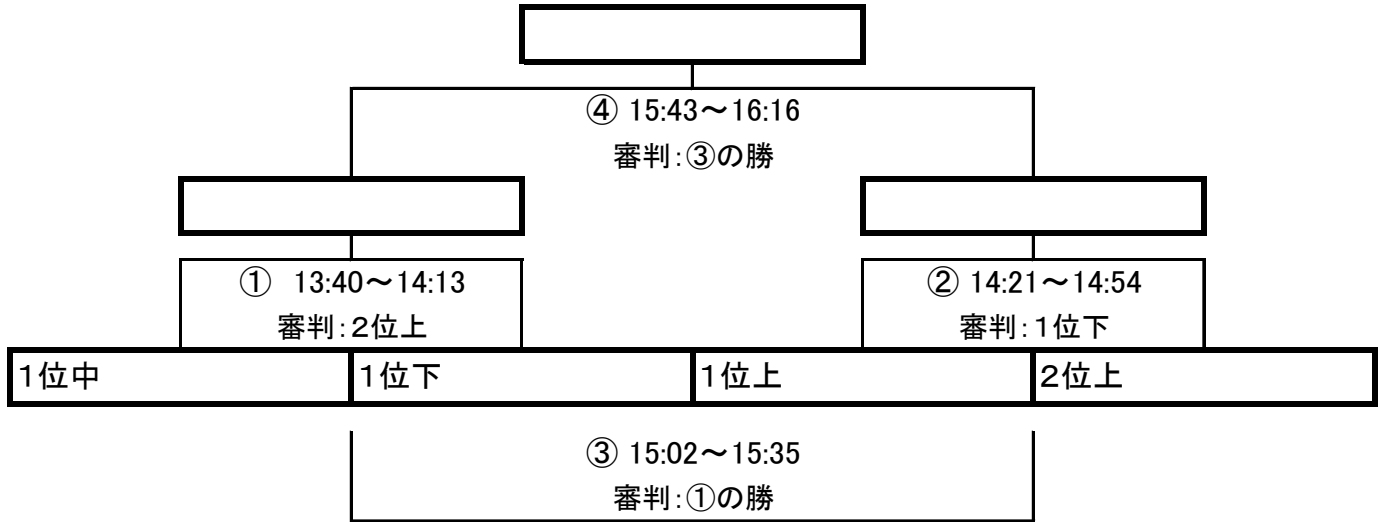 ④ 15:43～16:16
審判:③の勝
① 13:40～14:13
審判:2位上
② 14:21～14:54
審判:1位下
1位中
1位下
1位上
2位上
③ 15:02～15:35
審判:①の勝